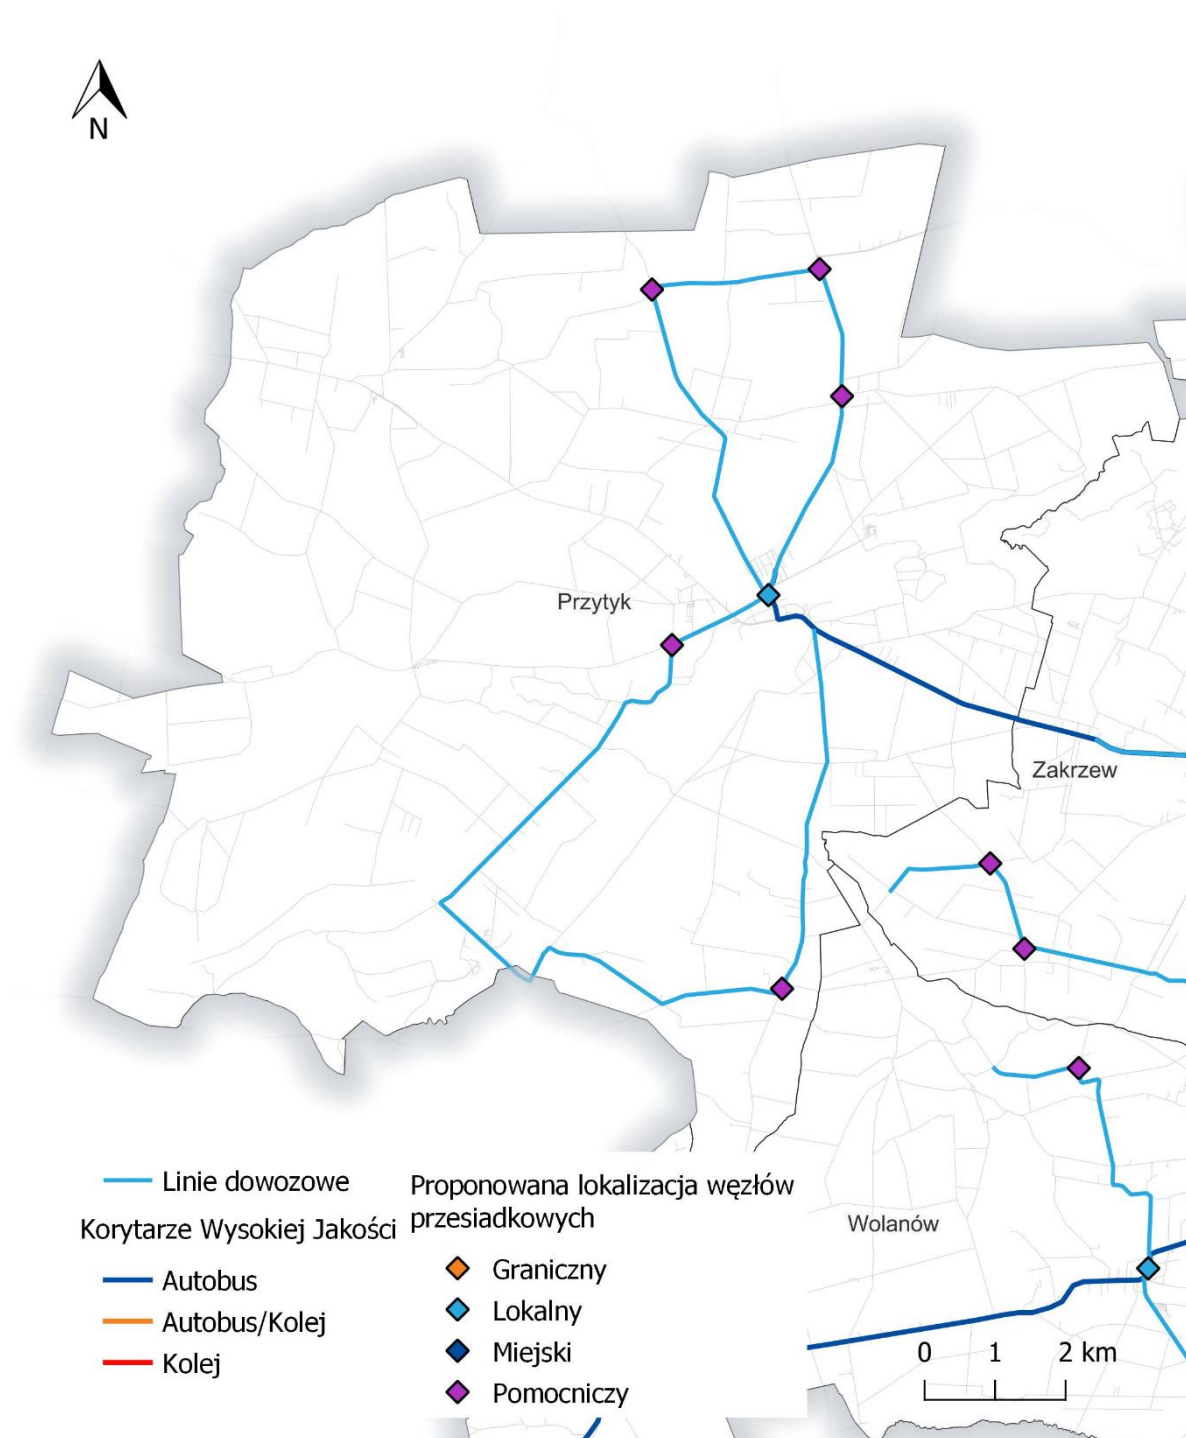 N
Przytyk
Zakrzew
Wolanów
Linie dowozowe
Korytarze Wysokiej Jakości
Autobus
Autobus/Kolej
Kolej
Proponowana lokalizacja węzłów
przesiadkowych
Graniczny
Lokalny
Miejski
Pomocniczy
0 1 2 km